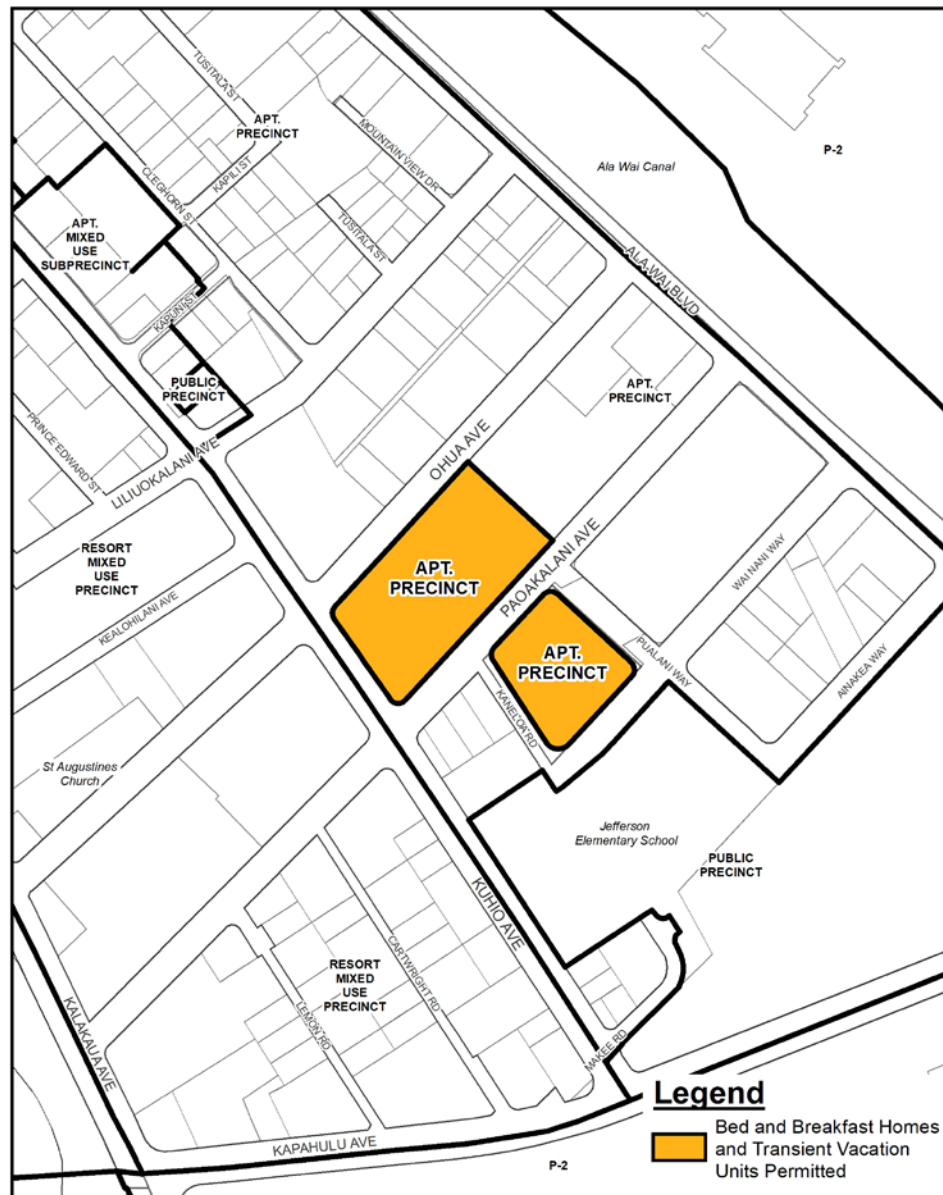 TUSITALA ST
APT.
PRECINCT
MOUNTAIN VIEW DR
P-2
Ala Wai Canal
CLEGHORN ST
KAPILI ST
APT.
MIXED
USE
SUBPRECINCT
TUSITALA ST
ALA WAI BLVD
KAPUNI ST
PUBLIC
PRECINCT
APT.
PRECINCT
PRINCE EDWARD ST
LILIUOKALANI AVE
OHUA AVE
RESORT
MIXED
USE
PRECINCT
APT.
PRECINCT
PAOAKALANI AVE
WAI NANI WAY
KEALOHILANI AVE
APT.
PRECINCT
PUALANI WAY
AINAKEA WAY
KANELOA RD
St Augustines
Church
Jefferson
Elementary School
PUBLIC
PRECINCT
KUHIO AVE
CARTWRIGHT RD
RESORT
MIXED
USE
PRECINCT
LEMON RD
KALAKAUA AVE
MAKEE RD
KAPAHULU AVE
P-2
Legend
Bed and Breakfast Homes
and Transient Vacation
Units Permitted